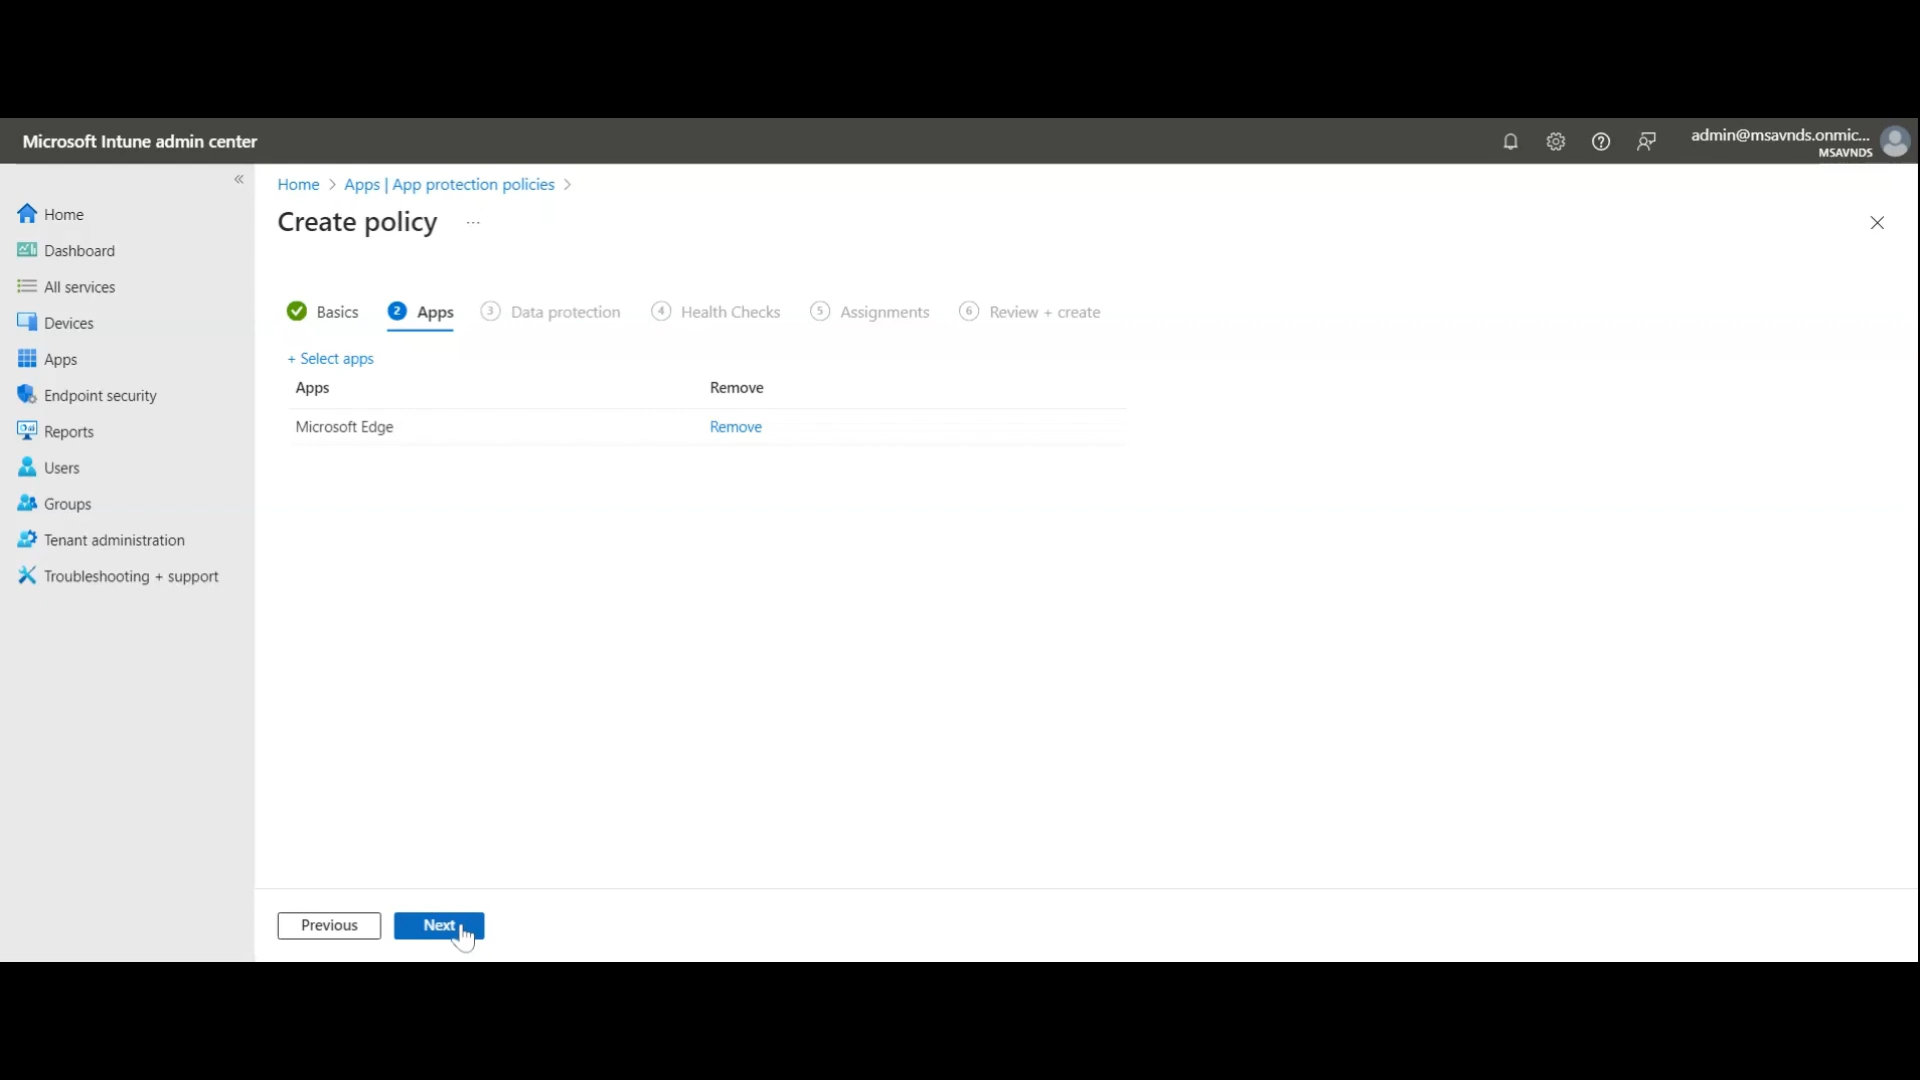 Microsoft Intune admin center
admin@msavnds.onmic...
MSAVNDS
«
Home
Dashboard
All services
Devices
Apps
Endpoint security
Reports
Users
Groups
Tenant administration
Troubleshooting + support
Home > Apps | App protection policies >
Create policy ...
Basics 2 Apps 3 Data protection 4 Health Checks 5 Assignments 6 Review + create
+ Select apps
Apps Remove
Microsoft Edge Remove
Previous Next